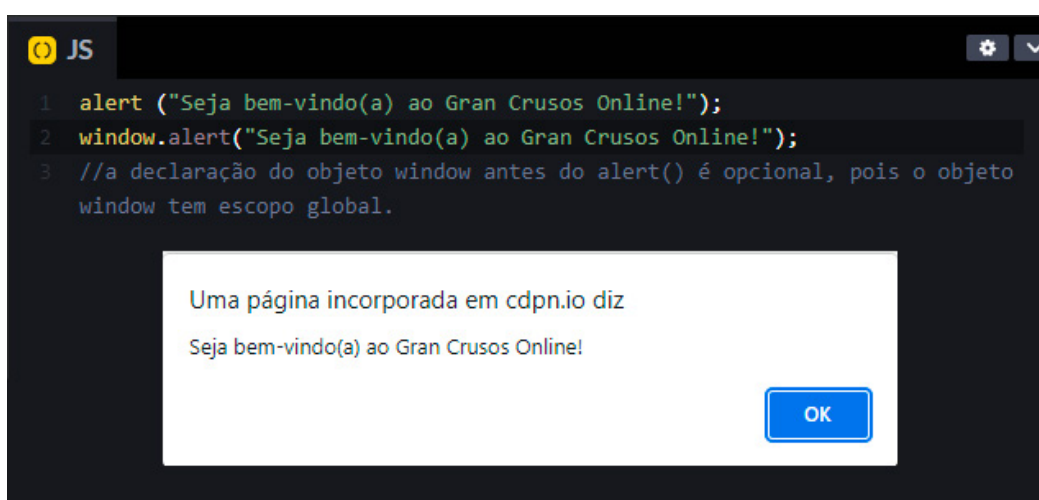 JS
1 alert ("Seja bem-vindo(a) ao Gran Crusos Online!");
2 window.alert("Seja bem-vindo(a) ao Gran Crusos Online!");
3 //a declaração do objeto window antes do alert() é opcional, pois o objeto
window tem escopo global.
Uma página incorporada em cdpn.io diz
Seja bem-vindo(a) ao Gran Crusos Online!
OK